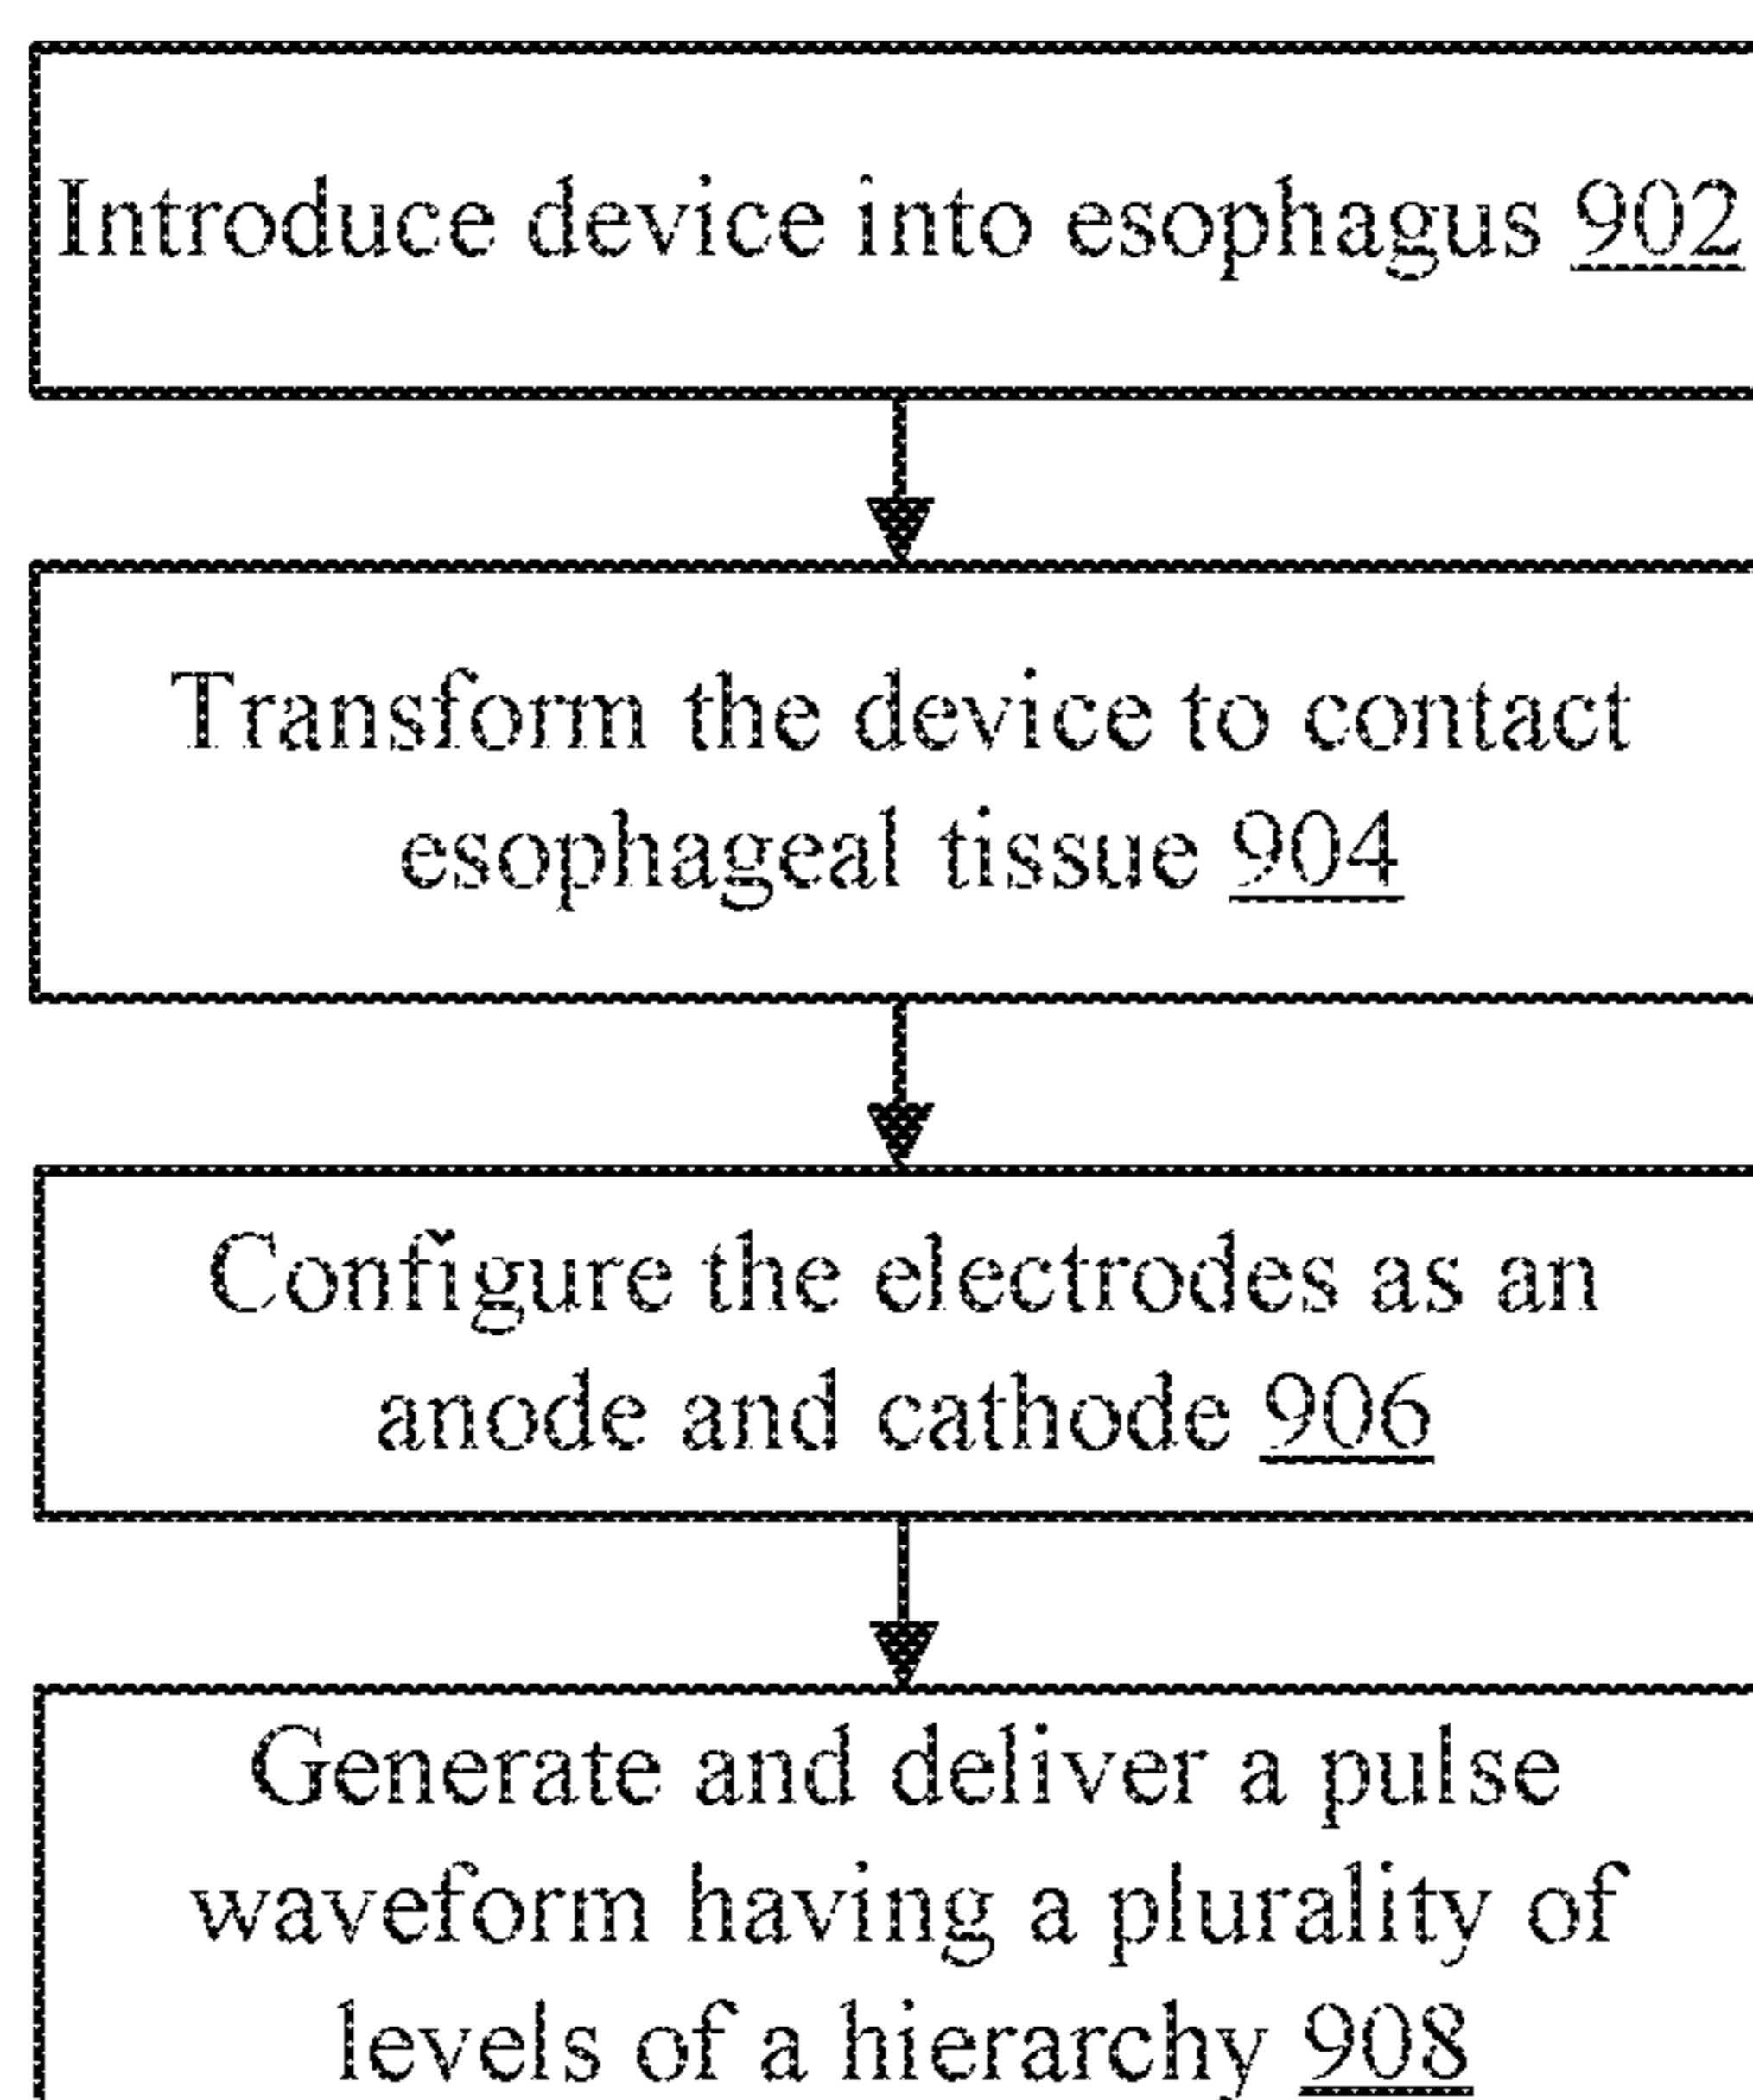 Introduce device into esophagus 902
Transform the device to contact
esophageal tissue 904
Configure the electrodes as an
anode and cathode 906
Generate and deliver a pulse
waveform having a plurality of
levels of a hierarchy 908